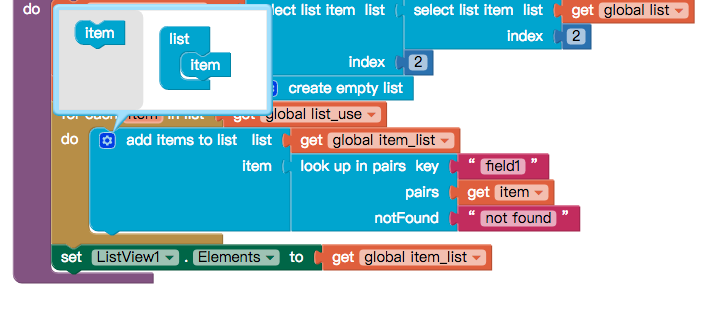 do item lect list item list select list item list get global list
list index 2
item index 2
create empty list
for each item in list get global list_use
do add items to list list get global item_list
item look up in pairs key " field1 "
pairs get item
notFound " not found "
set ListView1 . Elements to get global item_list